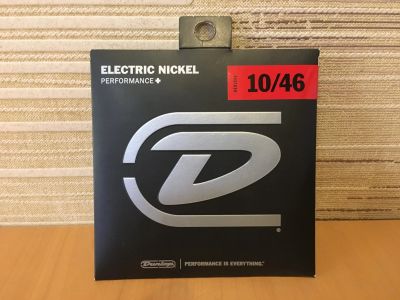 ELECTRIC NICKEL
PERFORMANCE+
10/46
D
Dunlop
PERFORMANCE IS EVERYTHING.